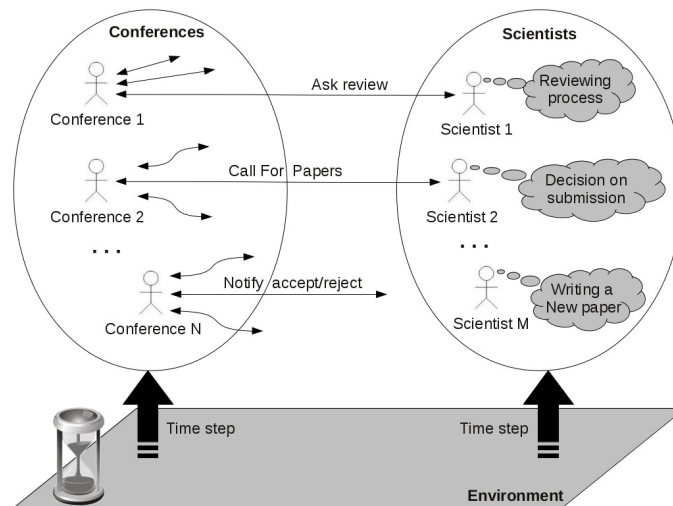 Conferences
Scientists
Ask review
Reviewing
process
Conference 1
Scientist 1
Call For Papers
Decision on
submission
Conference 2
Scientist 2
. . .
. . .
Notify accept/reject
Writing a
New paper
Conference N
Scientist M
Time step
Time step
Environment